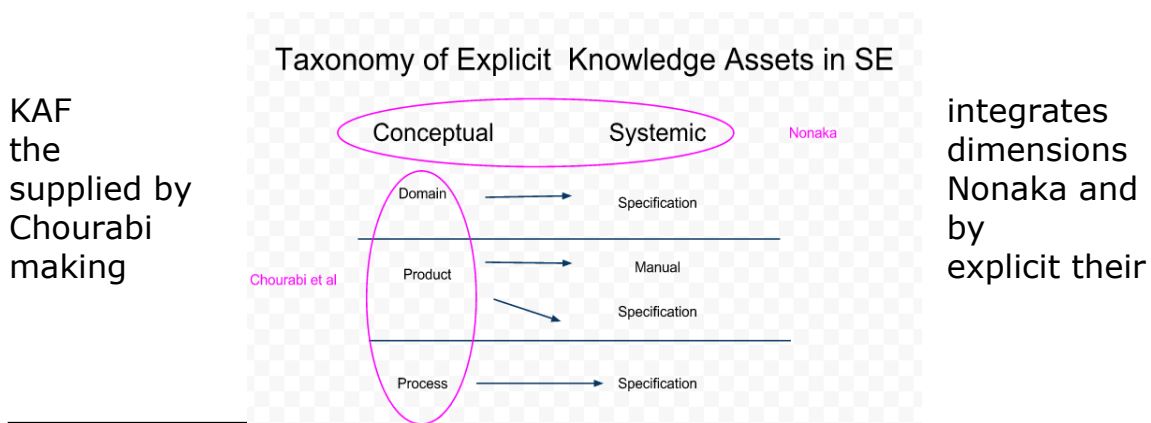 Taxonomy of Explicit Knowledge Assets in SE
KAF integrates
the dimensions
supplied by Nonaka and
Chourabi by
making explicit their
Conceptual Systemic Nonaka
Domain Specification
Product Manual
Chourabi et al
Specification
Process Specification